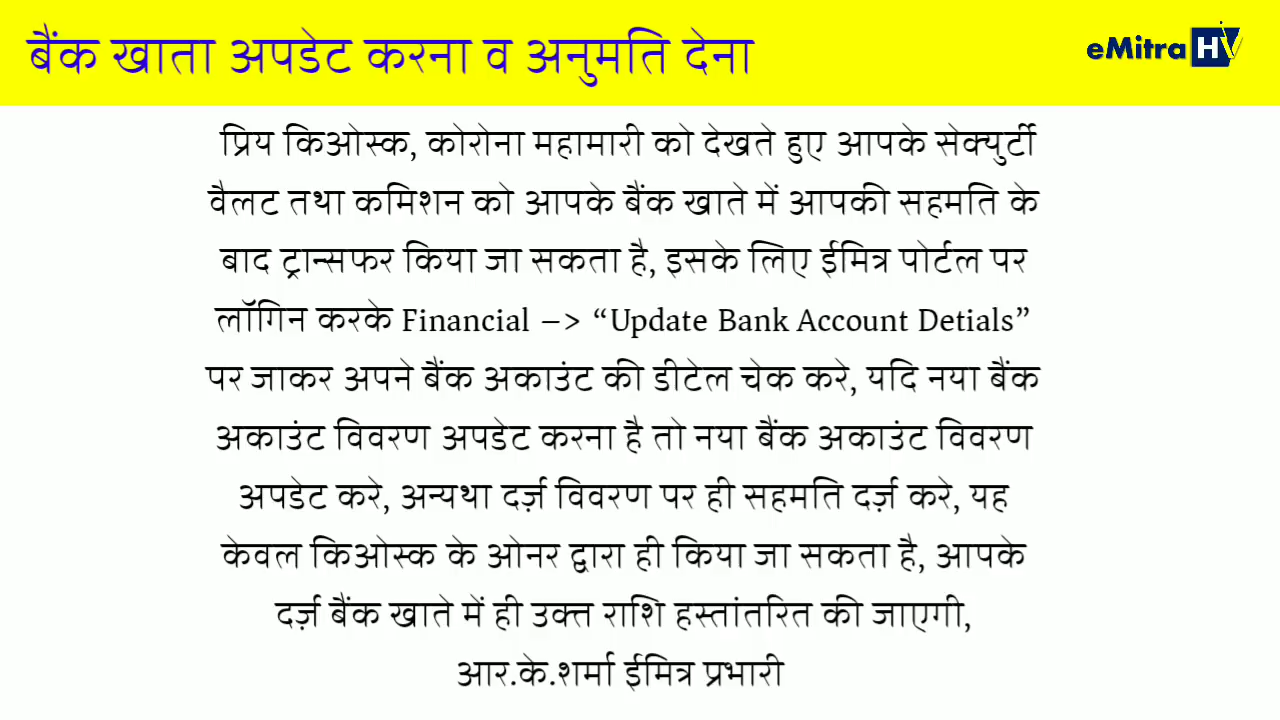 बैंक खाता अपडेट करना व अनुमति देना
eMitra HV
प्रिय किओस्क, कोरोना महामारी को देखते हुए आपके सेक्युर्टी
वैलट तथा कमिशन को आपके बैंक खाते में आपकी सहमति के
बाद ट्रान्सफर किया जा सकता है, इसके लिए ईमित्र पोर्टल पर
लॉगिन करके Financial –> “Update Bank Account Detials”
पर जाकर अपने बैंक अकाउंट की डीटेल चेक करे, यदि नया बैंक
अकाउंट विवरण अपडेट करना है तो नया बैंक अकाउंट विवरण
अपडेट करे, अन्यथा दर्ज़ विवरण पर ही सहमति दर्ज़ करे, यह
केवल किओस्क के ओनर द्वारा ही किया जा सकता है, आपके
दर्ज़ बैंक खाते में ही उक्त राशि हस्तांतरित की जाएगी,
आर.के.शर्मा ईमित्र प्रभारी